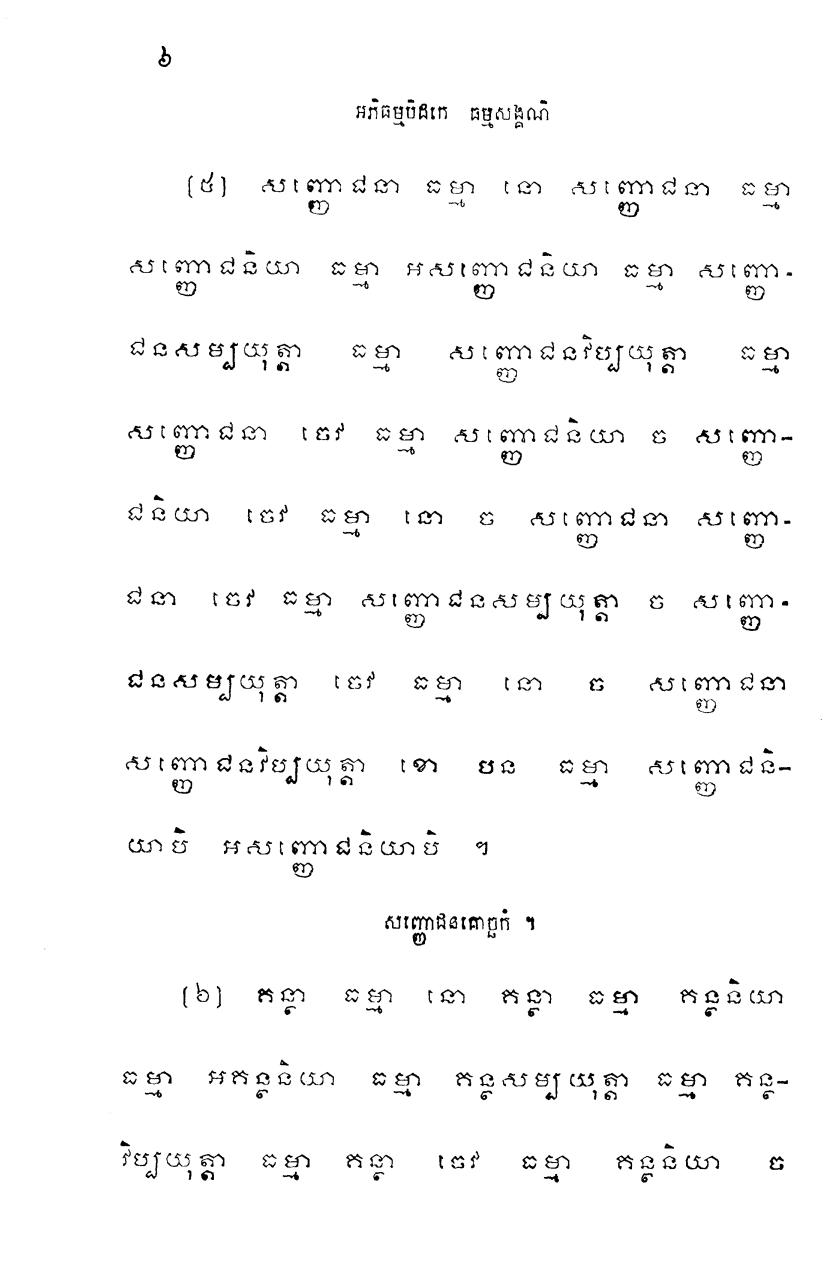 ៦
អភិធម្មបិដកេ ធម្មសង្គណី
(៥) សញ្ញោជនា ធម្មា នោ សញ្ញោជនា ធម្មា
សញ្ញោជនិយា ធម្មា អសញ្ញោជនិយា ធម្មា សញ្ញោ-
ជនសម្បយុត្តា ធម្មា សញ្ញោជនវិប្បយុត្តា ធម្មា
សញ្ញោជនា ចេវ ធម្មា សញ្ញោជនិយា ច សញ្ញោ-
ជនិយា ចេវ ធម្មា នោ ច សញ្ញោជនា សញ្ញោ-
ជនា ចេវ ធម្មា សញ្ញោជនសម្បយុត្តា ច សញ្ញោ-
ជនសម្បយុត្តា ចេវ ធម្មា នោ ច សញ្ញោជនា
សញ្ញោជនវិប្បយុត្តា ខោ បន ធម្មា សញ្ញោជនិ-
យាបិ អសញ្ញោជនិយាបិ ។
សញ្ញោជនគោច្ឆកំ ។
(៦) គន្ថា ធម្មា នោ គន្ថា ធម្មា គន្ថនិយា
ធម្មា អគន្ថនិយា ធម្មា គន្ថសម្បយុត្តា ធម្មា គន្ថ-
វិប្បយុត្តា ធម្មា គន្ថា ចេវ ធម្មា គន្ថនិយា ច